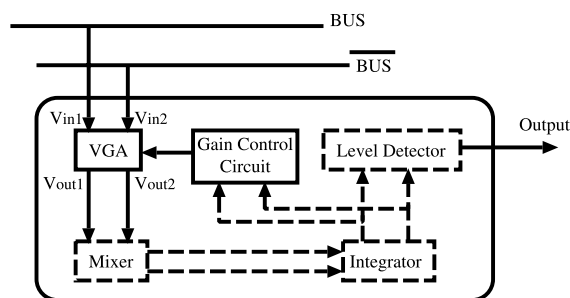 BUS
BUS
Vin1
Vin2
Output
VGA
Gain Control
Circuit
Level Detector
Vout1
Vout2
Mixer
Integrator